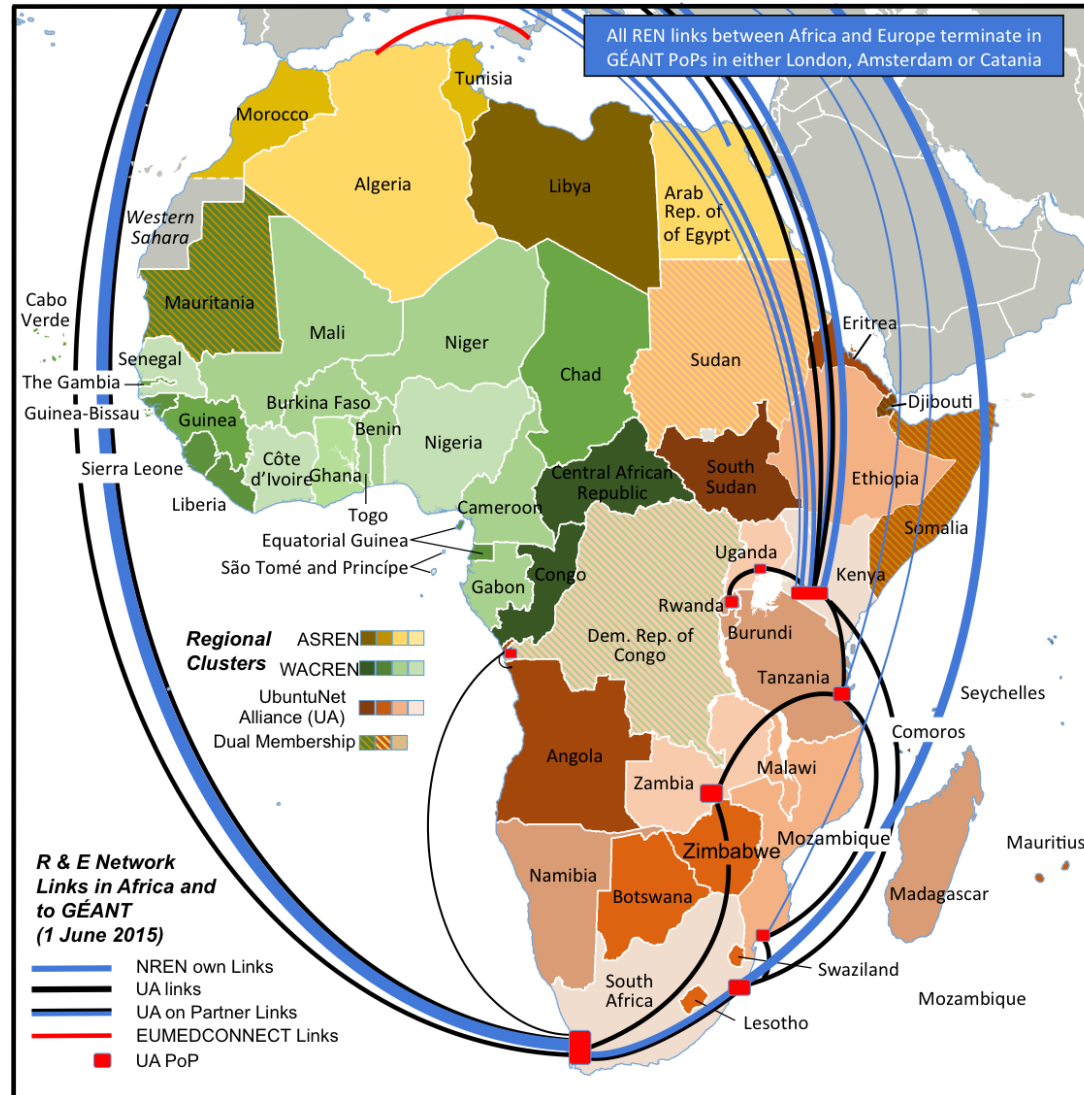 All REN links between Africa and Europe terminate in
GÉANT PoPs in either London, Amsterdam or Catania
Tunisia
Morocco
Algeria
Libya
Arab
Rep. of
of Egypt
Western
Sahara
Mauritania
Cabo
Verde
Mali
Niger
Chad
Sudan
Eritrea
Senegal
The Gambia
Guinea-Bissau
Guinea
Burkina Faso
Benin
Nigeria
Djibouti
Sierra Leone
Côte
d'Ivoire
Ghana
Liberia
Togo
Central African
Republic
South
Sudan
Ethiopia
Somalia
Cameroon
Equatorial Guinea
São Tomé and Princípe
Gabon
Congo
Uganda
Kenya
Rwanda
Burundi
Dem. Rep. of
Congo
Tanzania
Seychelles
Comoros
Regional
Clusters
ASREN
WACREN
UbuntuNet
Alliance (UA)
Dual Membership
Angola
Zambia
Malawi
Mozambique
Zimbabwe
Mauritius
Namibia
Botswana
Madagascar
R & E Network
Links in Africa and
to GÉANT
(1 June 2015)
NREN own Links
UA links
UA on Partner Links
EUMEDCONNECT Links
UA PoP
South
Africa
Swaziland
Lesotho
Mozambique